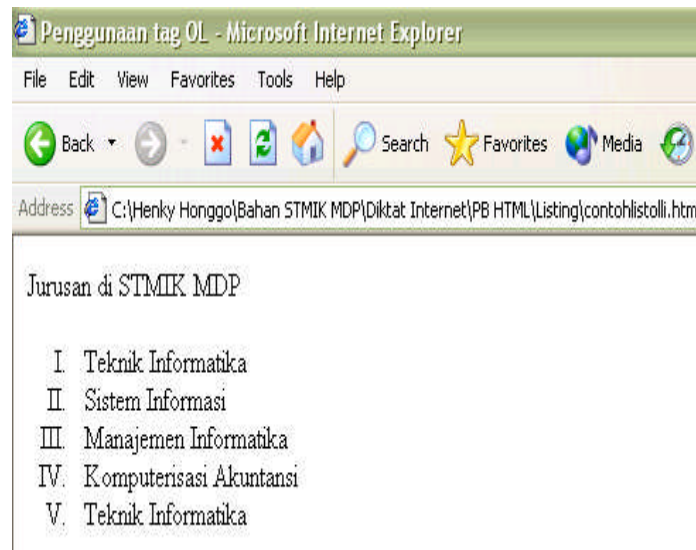 Penggunaan tag OL - Microsoft Internet Explorer
File Edit View Favorites Tools Help
Back Search Favorites Media
Address C:\Henky Honggo\Bahan STMIK MDP\Diktat Internet\PB HTML\Listing\contohlistolli.htm
Jurusan di STMIK MDP
I. Teknik Informatika
II. Sistem Informasi
III. Manajemen Informatika
IV. Komputerisasi Akuntansi
V. Teknik Informatika